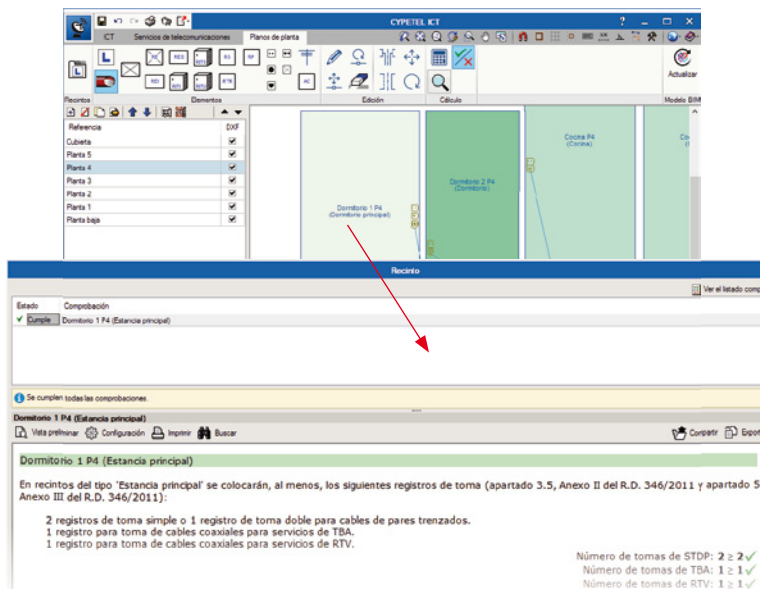 CYPETEL ICT
ICT Servicios de telecomunicaciones Planos de planta
Actualizar
Recintos Elementos Edición Cálculo Modelo BIM
Referencia DXF
Cubierta
Planta 5
Planta 4
Planta 3
Planta 2
Planta 1
Planta baja
Dormitorio 1 P4
(Dormitorio principal)
Dormitorio 2 P4
(Dormitorio)
Cocina P4
(Cocina)
Recinto
Ver el listado comp
Estado Comprobación
Cumple Dormitorio 1 P4 (Estancia principal)
Se cumplen todas las comprobaciones.
Dormitorio 1 P4 (Estancia principal)
Vista preliminar Configuración Imprimir Buscar Compartir Export
Dormitorio 1 P4 (Estancia principal)
En recintos del tipo 'Estancia principal' se colocarán, al menos, los siguientes registros de toma (apartado 3.5, Anexo II del R.D. 346/2011 y apartado 5
Anexo III del R.D. 346/2011):
2 registros de toma simple o 1 registro de toma doble para cables de pares trenzados.
1 registro para toma de cables coaxiales para servicios de TBA.
1 registro para toma de cables coaxiales para servicios de RTV.
Número de tomas de STDP: 2 ≥ 2 ✓
Número de tomas de TBA: 1 ≥ 1 ✓
Número de tomas de RTV: 1 ≥ 1 ✓